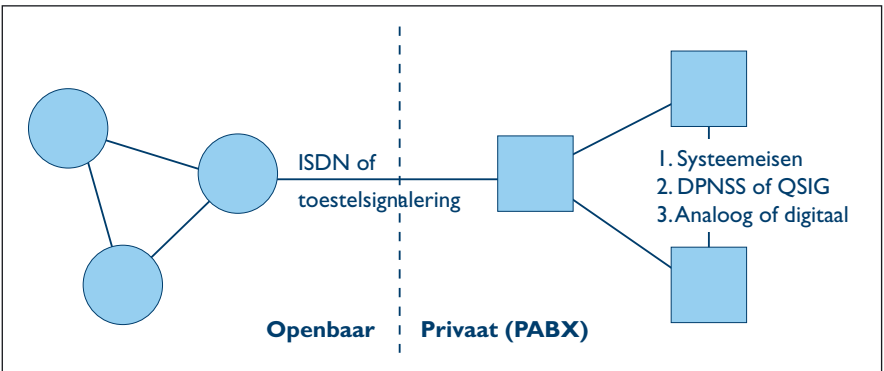 ISDN of
toestelsignalering
1. Systeemeisen
2. DPNSS of QSIG
3. Analoog of digitaal
Openbaar
Privaat (PABX)